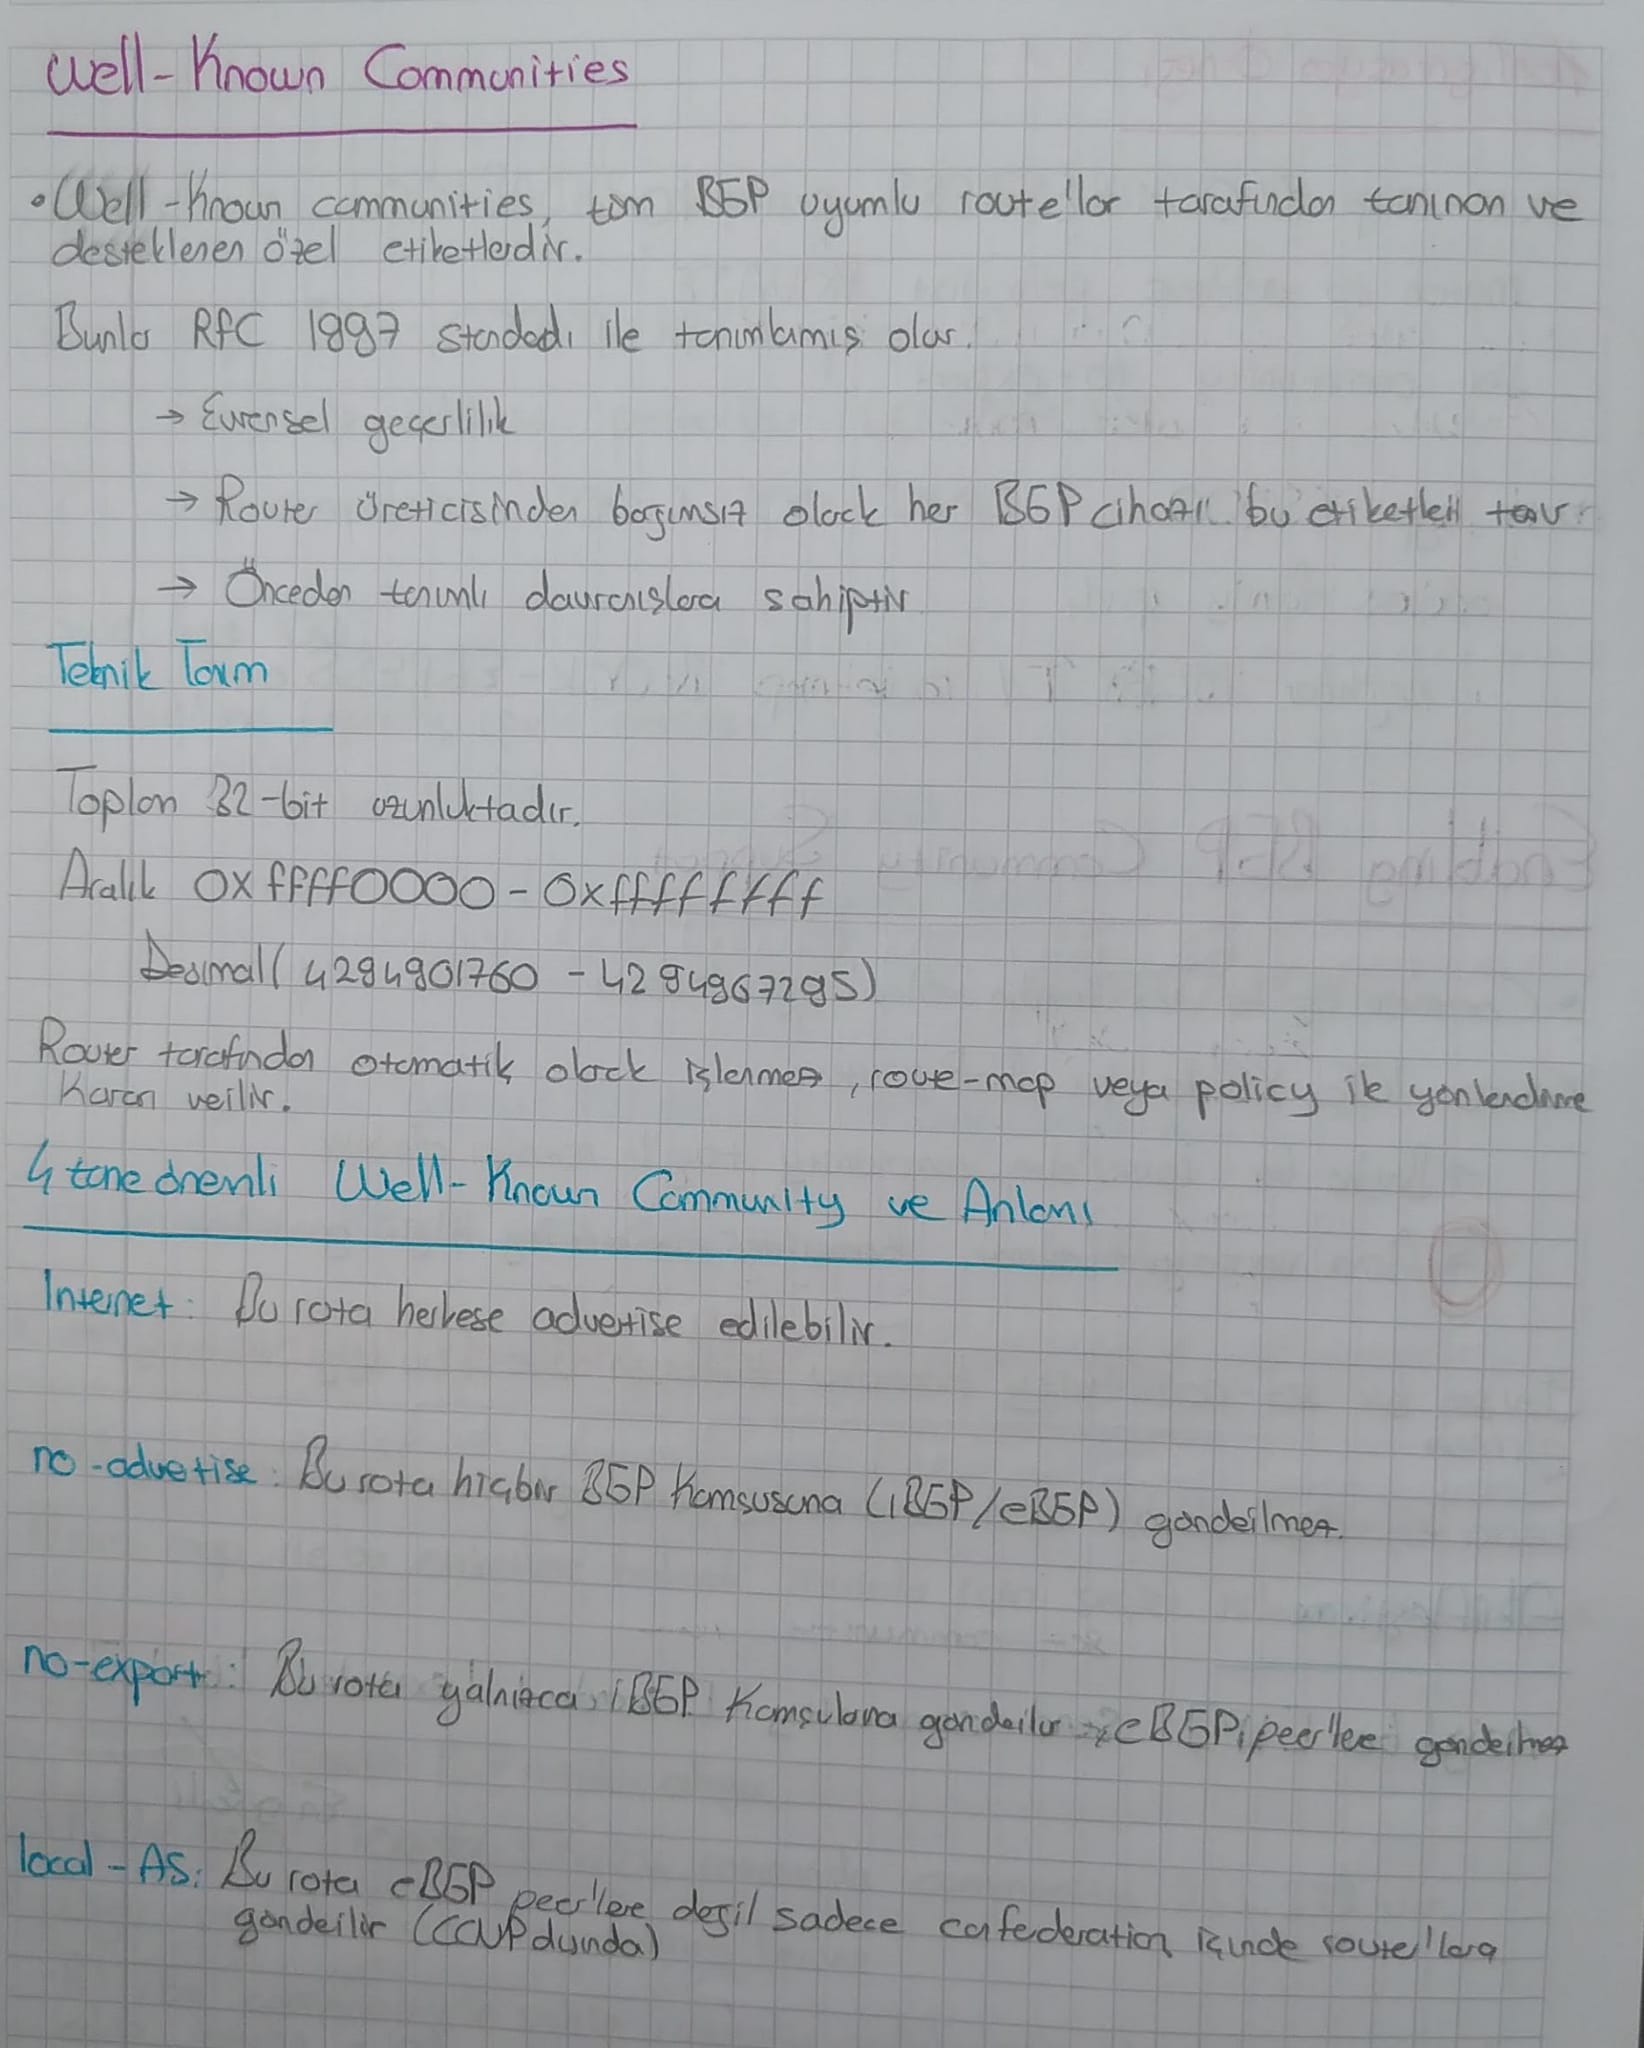 Well-Known Communities
• Well-Known communities, tüm BGP uyumlu route'lar tarafından tanınan ve
desteklenen özel etiketlerdir.
Bunlar RFC 1997 standardı ile tanımlamış olur.
→ Evrensel geçerlilik
→ Router üreticisinden bağımsız olarak her BGP cihazı bu etiketleri tanır
→ Önceden tanımlı davranışlara sahiptir
Teknik Tanım
Toplam 32-bit uzunluktadır.
Aralık 0xffff0000 - 0xffffffff
Desimal (4294901760 - 4294967295)
Router tarafından otomatik olarak işlenmez, route-map veya policy ile yönlendirme
Kararı verilir.
4 tane önemli Well-Known Community ve Anlamı
Internet: Bu rota herkese advertise edilebilir.
no-advertise: Bu rota hiçbir BGP Komşusuna (iBGP/eBGP) gönderilmez.
no-export: Bu rota yalnızca iBGP Komşularına gönderilir eBGP peer'lere gönderilmez
local-AS: Bu rota eBGP peer'lere değil sadece cofederation içinde route'lara
gönderilir (CCNP dışında)